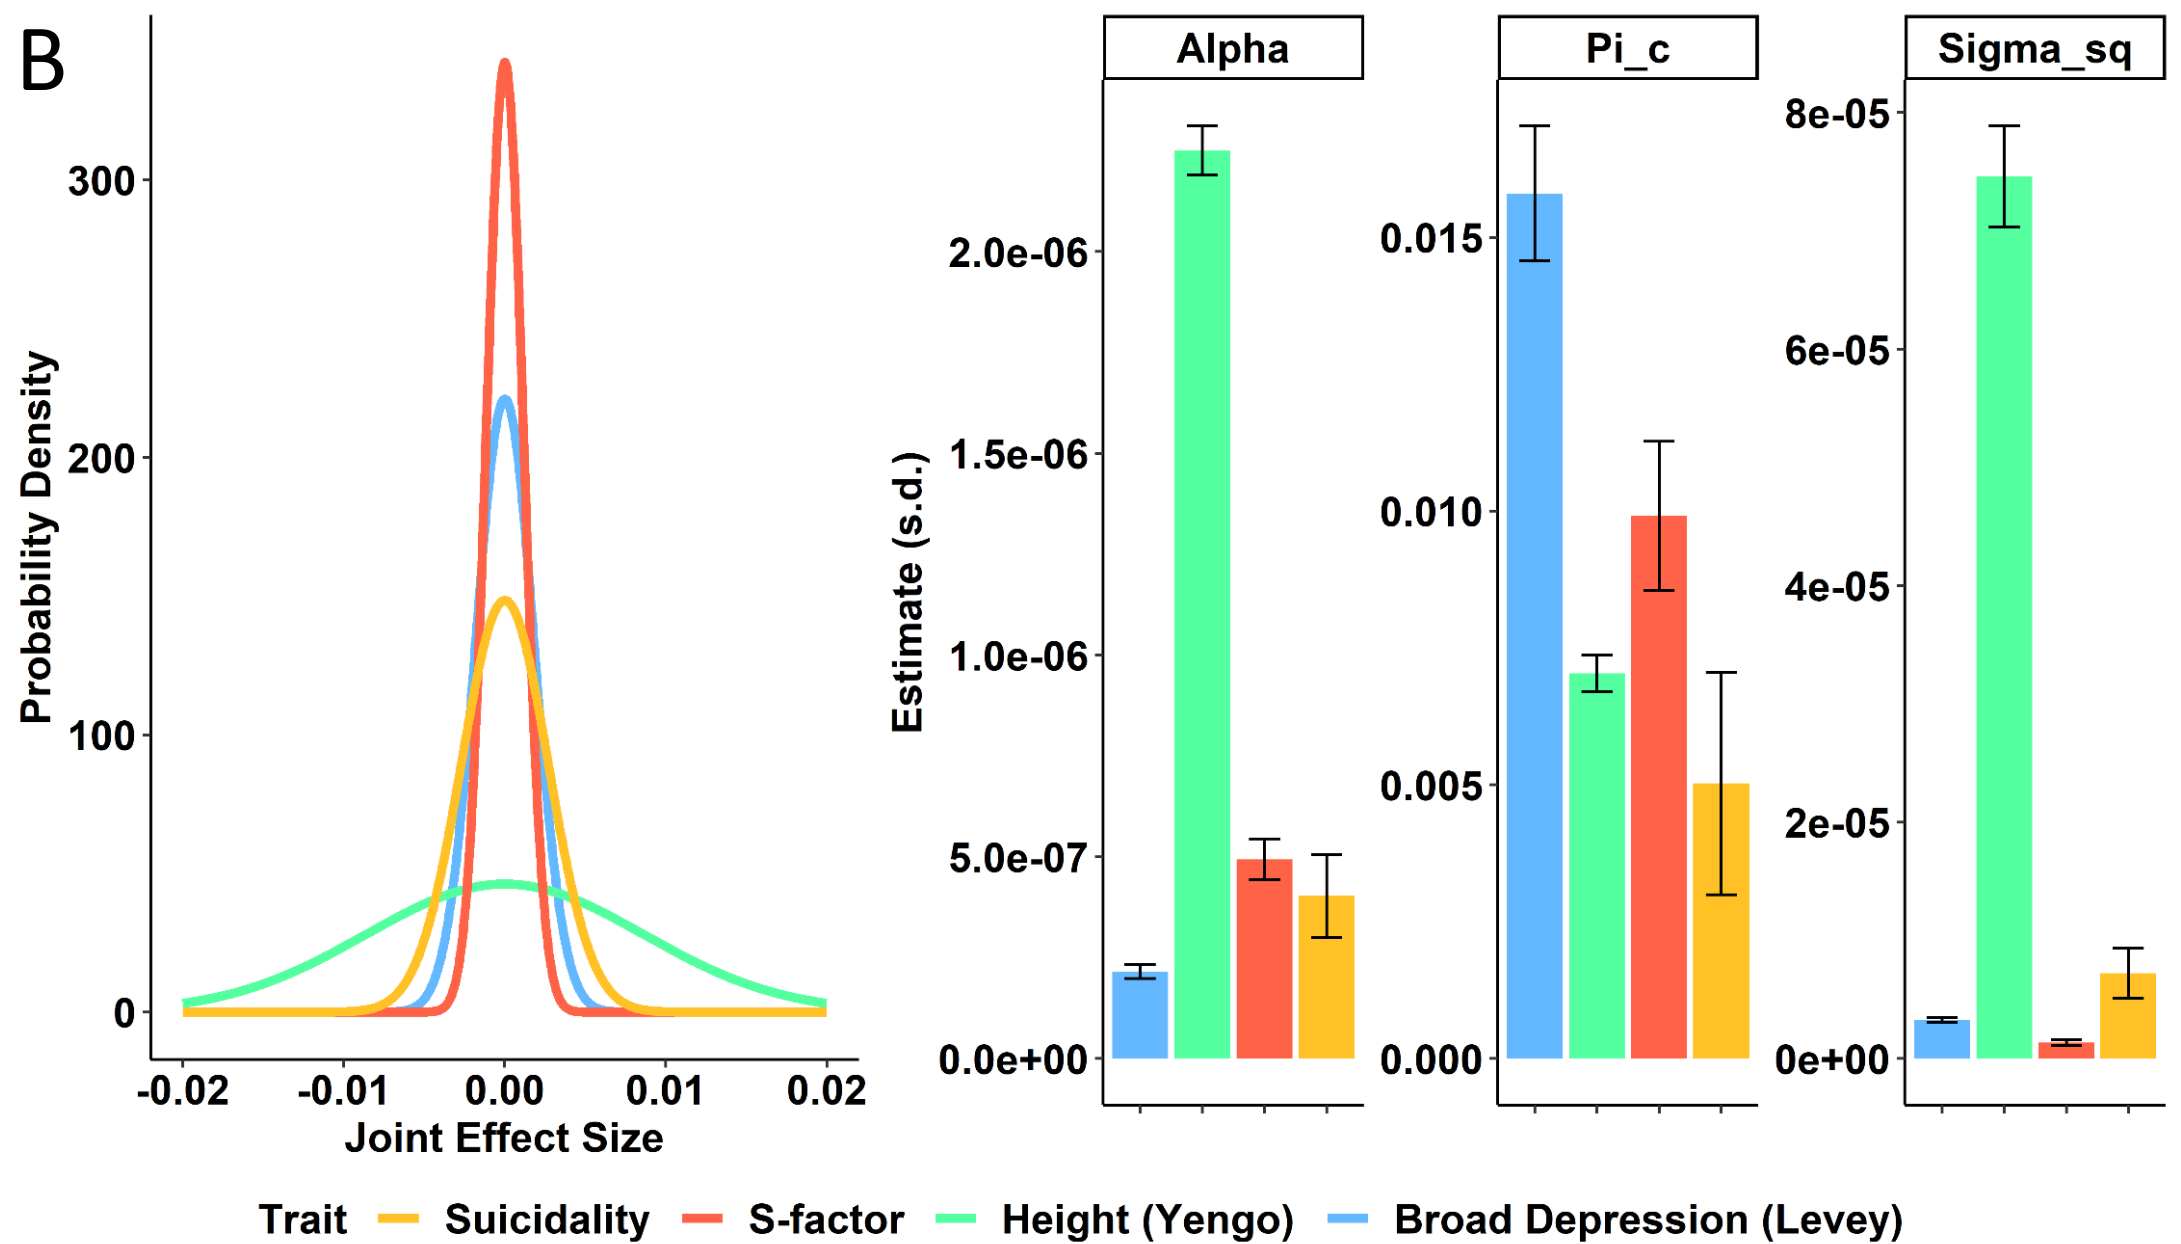 B
Probability Density
300
200
100
0
-0.02 -0.01 0.00 0.01 0.02
Joint Effect Size
Estimate (s.d.)
Alpha
2.0e-06
1.5e-06
1.0e-06
5.0e-07
0.0e+00
Pi_c
0.015
0.010
0.005
0.000
Sigma_sq
8e-05
6e-05
4e-05
2e-05
0e+00
Trait Suicidality S-factor Height (Yengo) Broad Depression (Levey)